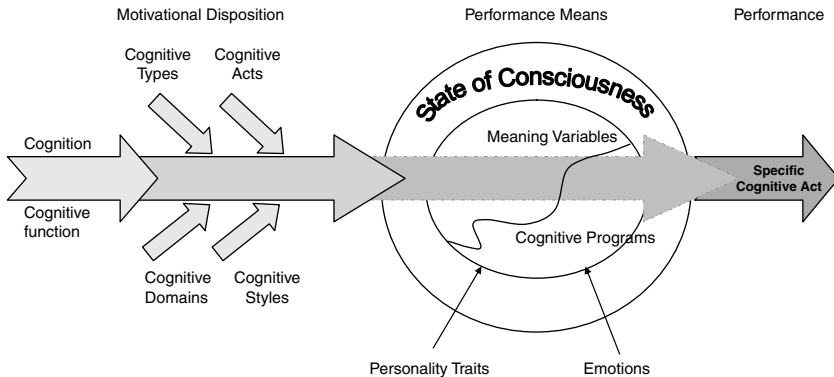 Motivational Disposition
Performance Means
Performance
Cognitive
Types
Cognitive
Acts
State of Consciousness
Meaning Variables
Cognition
Cognitive
function
Specific
Cognitive Act
Cognitive Programs
Cognitive
Domains
Cognitive
Styles
Personality Traits
Emotions